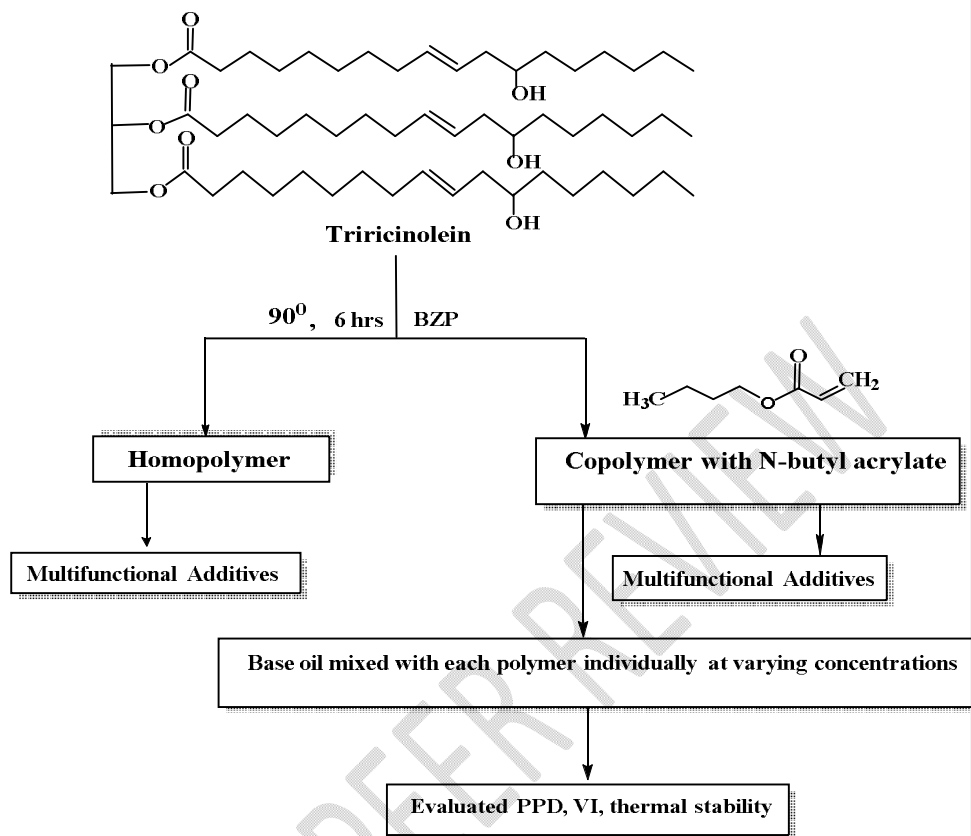 O
O
OH
O
O
OH
O
O
OH
Triricinolein
90⁰, 6 hrs BZP
O
H₃C O CH₂
Homopolymer
Copolymer with N-butyl acrylate
Multifunctional Additives
Multifunctional Additives
Base oil mixed with each polymer individually at varying concentrations
Evaluated PPD, VI, thermal stability
PEER REVIEW